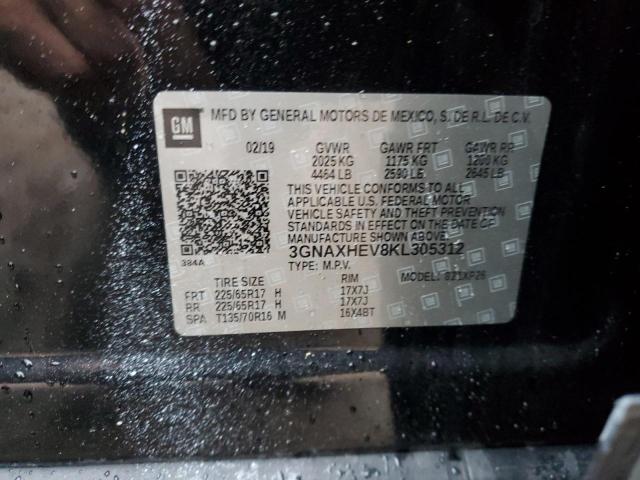 GM MFD BY GENERAL MOTORS DE MEXICO, S. DE R.L. DE C.V.
02/19 GVWR GAWR FRT GAWR RR
2025 KG 1175 KG 1200 KG
4464 LB 2590 LB 2645 LB
THIS VEHICLE CONFORMS TO ALL
APPLICABLE U.S. FEDERAL MOTOR
VEHICLE SAFETY AND THEFT PREVENTION
STANDARDS IN EFFECT ON THE DATE OF
MANUFACTURE SHOWN ABOVE.
384A 3GNAXHEV8KL305312
TYPE: M.P.V. MODEL:
TIRE SIZE RIM
FRT 225/65R17 H 17X7J
RR 225/65R17 H 17X7J
SPA T135/70R16 M 16X4BT